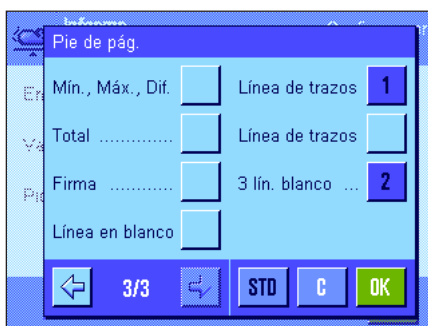 Informe
Pie de pág.
Mín., Máx., Dif.
Línea de trazos 1
Total .............
Línea de trazos
Firma ............
3 lín. blanco ... 2
Línea en blanco
3/3
STD
C
OK